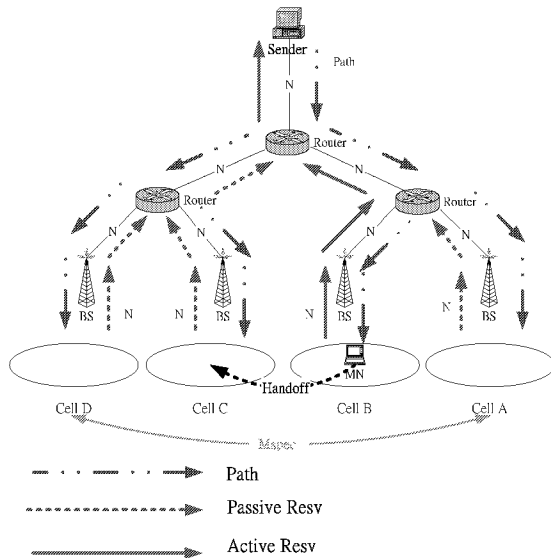 Sender
Path
N
Router
N
N
Router
Router
N
N
N
N
BS
BS
BS
BS
N
N
N
N
MN
Handoff
Cell D
Cell C
Cell B
Cell A
Mspec
Path
Passive Resv
Active Resv